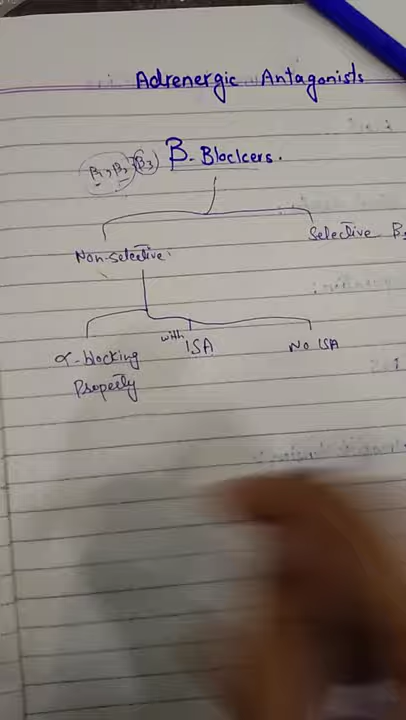 Adrenergic Antagonists
β1, β2, (β3) β-Blockers.
Non-selective: Selective β
α-blocking with ISA No ISA
Property